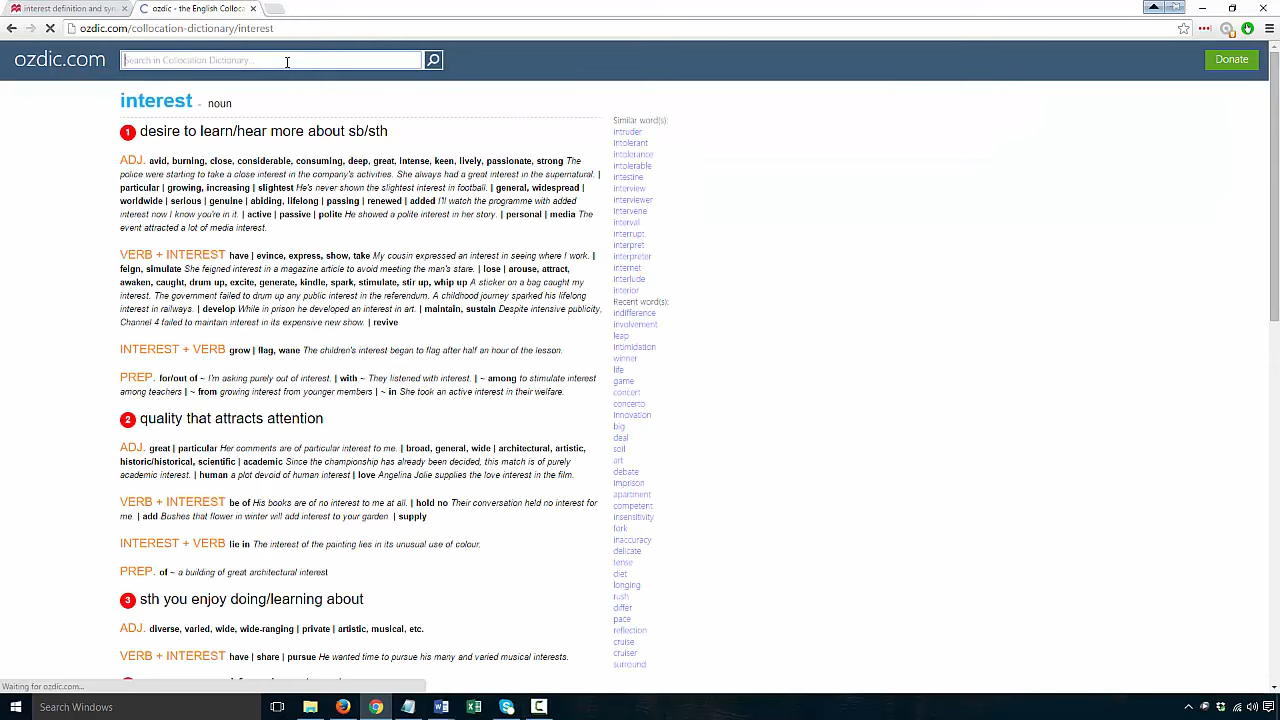 interest definition and syn
ozdic - the English Colloca
ozdic.com/collocation-dictionary/interest
ozdic.com
Search in Collocation Dictionary...
Donate
interest - noun
1 desire to learn/hear more about sb/sth
ADJ. avid, burning, close, considerable, consuming, deep, great, intense, keen, lively, passionate, strong The
police were starting to take a close interest in the company's activities. She always had a great interest in the supernatural. |
particular | growing, increasing | slightest He's never shown the slightest interest in football. | general, widespread |
worldwide | serious | genuine | abiding, lifelong | passing | renewed | added I'll watch the programme with added
interest now I know you're in it. | active | passive | polite He showed a polite interest in her story. | personal | media The
event attracted a lot of media interest.
VERB + INTEREST have | evince, express, show, take My cousin expressed an interest in seeing where I work. |
feign, simulate She feigned interest in a magazine article to avoid meeting the man's stare. | lose | arouse, attract,
awaken, caught, drum up, excite, generate, kindle, spark, stimulate, stir up, whip up A sticker on a bag caught my
interest. The government failed to drum up any public interest in the referendum. A childhood journey sparked his lifelong
interest in railways. | develop While in prison he developed an interest in art. | maintain, sustain Despite intensive publicity,
Channel 4 failed to maintain interest in its expensive new show. | revive
INTEREST + VERB grow | flag, wane The children's interest began to flag after half an hour of the lesson.
PREP. for/out of ~ I'm asking purely out of interest. | with ~ They listened with interest. | ~ among to stimulate interest
among teachers | ~ from growing interest from younger members | ~ in She took an active interest in their welfare.
2 quality that attracts attention
ADJ. great | particular Her comments are of particular interest to me. | broad, general, wide | architectural, artistic,
historic/historical, scientific | academic Since the championship has already been decided, this match is of purely
academic interest. | human a plot devoid of human interest | love Angelina Jolie supplies the love interest in the film.
VERB + INTEREST be of His books are of no interest to me at all. | hold no Their conversation held no interest for
me. | add Bushes that flower in winter will add interest to your garden. | supply
INTEREST + VERB lie in The interest of the painting lies in its unusual use of colour.
PREP. of ~ a building of great architectural interest
3 sth you enjoy doing/learning about
ADJ. diverse, varied, wide, wide-ranging | private | artistic, musical, etc.
VERB + INTEREST have | share | pursue He wanted time to pursue his many and varied musical interests.
Similar word(s):
intruder
intolerant
intolerance
intolerable
intestine
interview
interviewer
intervene
interval
interrupt
interpret
interpreter
internet
interlude
interior
Recent word(s):
indifference
involvement
leap
intimidation
winner
life
game
concert
concerto
innovation
big
deal
soil
art
debate
imprison
apartment
competent
insensitivity
fork
inaccuracy
delicate
tense
diet
longing
rush
differ
pace
reflection
cruise
cruiser
surround
Waiting for ozdic.com...
Search Windows